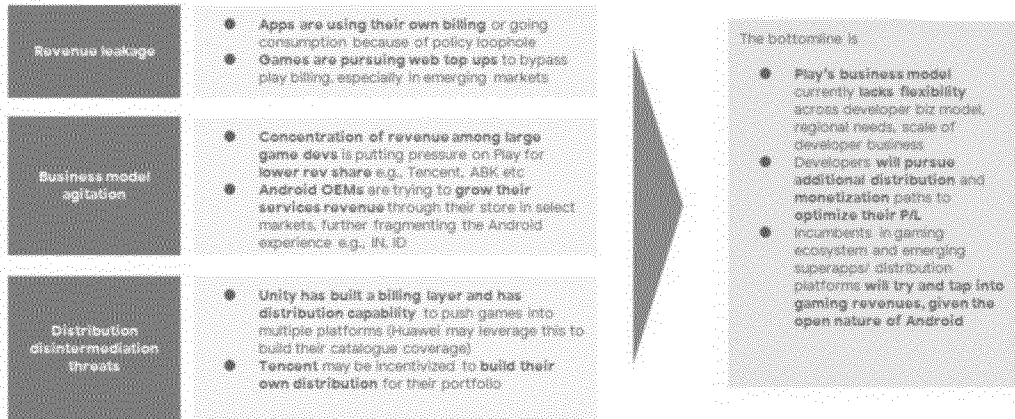 Revenue leakage
Apps are using their own billing or going
consumption because of policy loophole
Games are pursuing web top ups to bypass
play billing, especially in emerging markets
Business model
agitation
Concentration of revenue among large
game devs is putting pressure on Play for
lower rev share e.g., Tencent, ABK etc
Android OEMs are trying to grow their
services revenue through their store in select
markets, further fragmenting the Android
experience e.g., IN, ID
Distribution
disintermediation
threats
Unity has built a billing layer and has
distribution capability to push games into
multiple platforms (Huawei may leverage this to
build their catalogue coverage)
Tencent may be incentivized to build their
own distribution for their portfolio
The bottomline is
Play's business model
currently lacks flexibility
across developer biz model,
regional needs, scale of
developer business
Developers will pursue
additional distribution and
monetization paths to
optimize their P/L
Incumbents in gaming
ecosystem and emerging
superapps/ distribution
platforms will try and tap into
gaming revenues, given the
open nature of Android